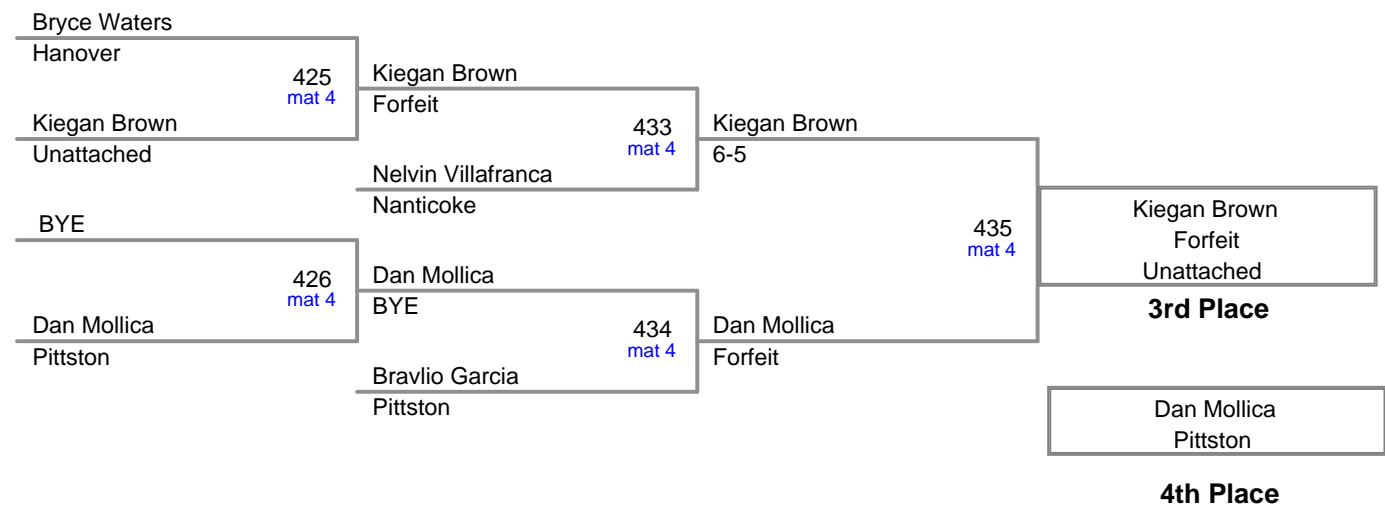 Bryce Waters
Hanover
425
mat 4
Kiegan Brown
Unattached
BYE
426
mat 4
Dan Mollica
Pittston
Kiegan Brown
Forfeit
433
mat 4
Nelvin Villafranca
Nanticoke
Dan Mollica
BYE
434
mat 4
Bravlio Garcia
Pittston
Kiegan Brown
6-5
435
mat 4
Dan Mollica
Forfeit
Kiegan Brown
Forfeit
Unattached
3rd Place
Dan Mollica
Pittston
4th Place